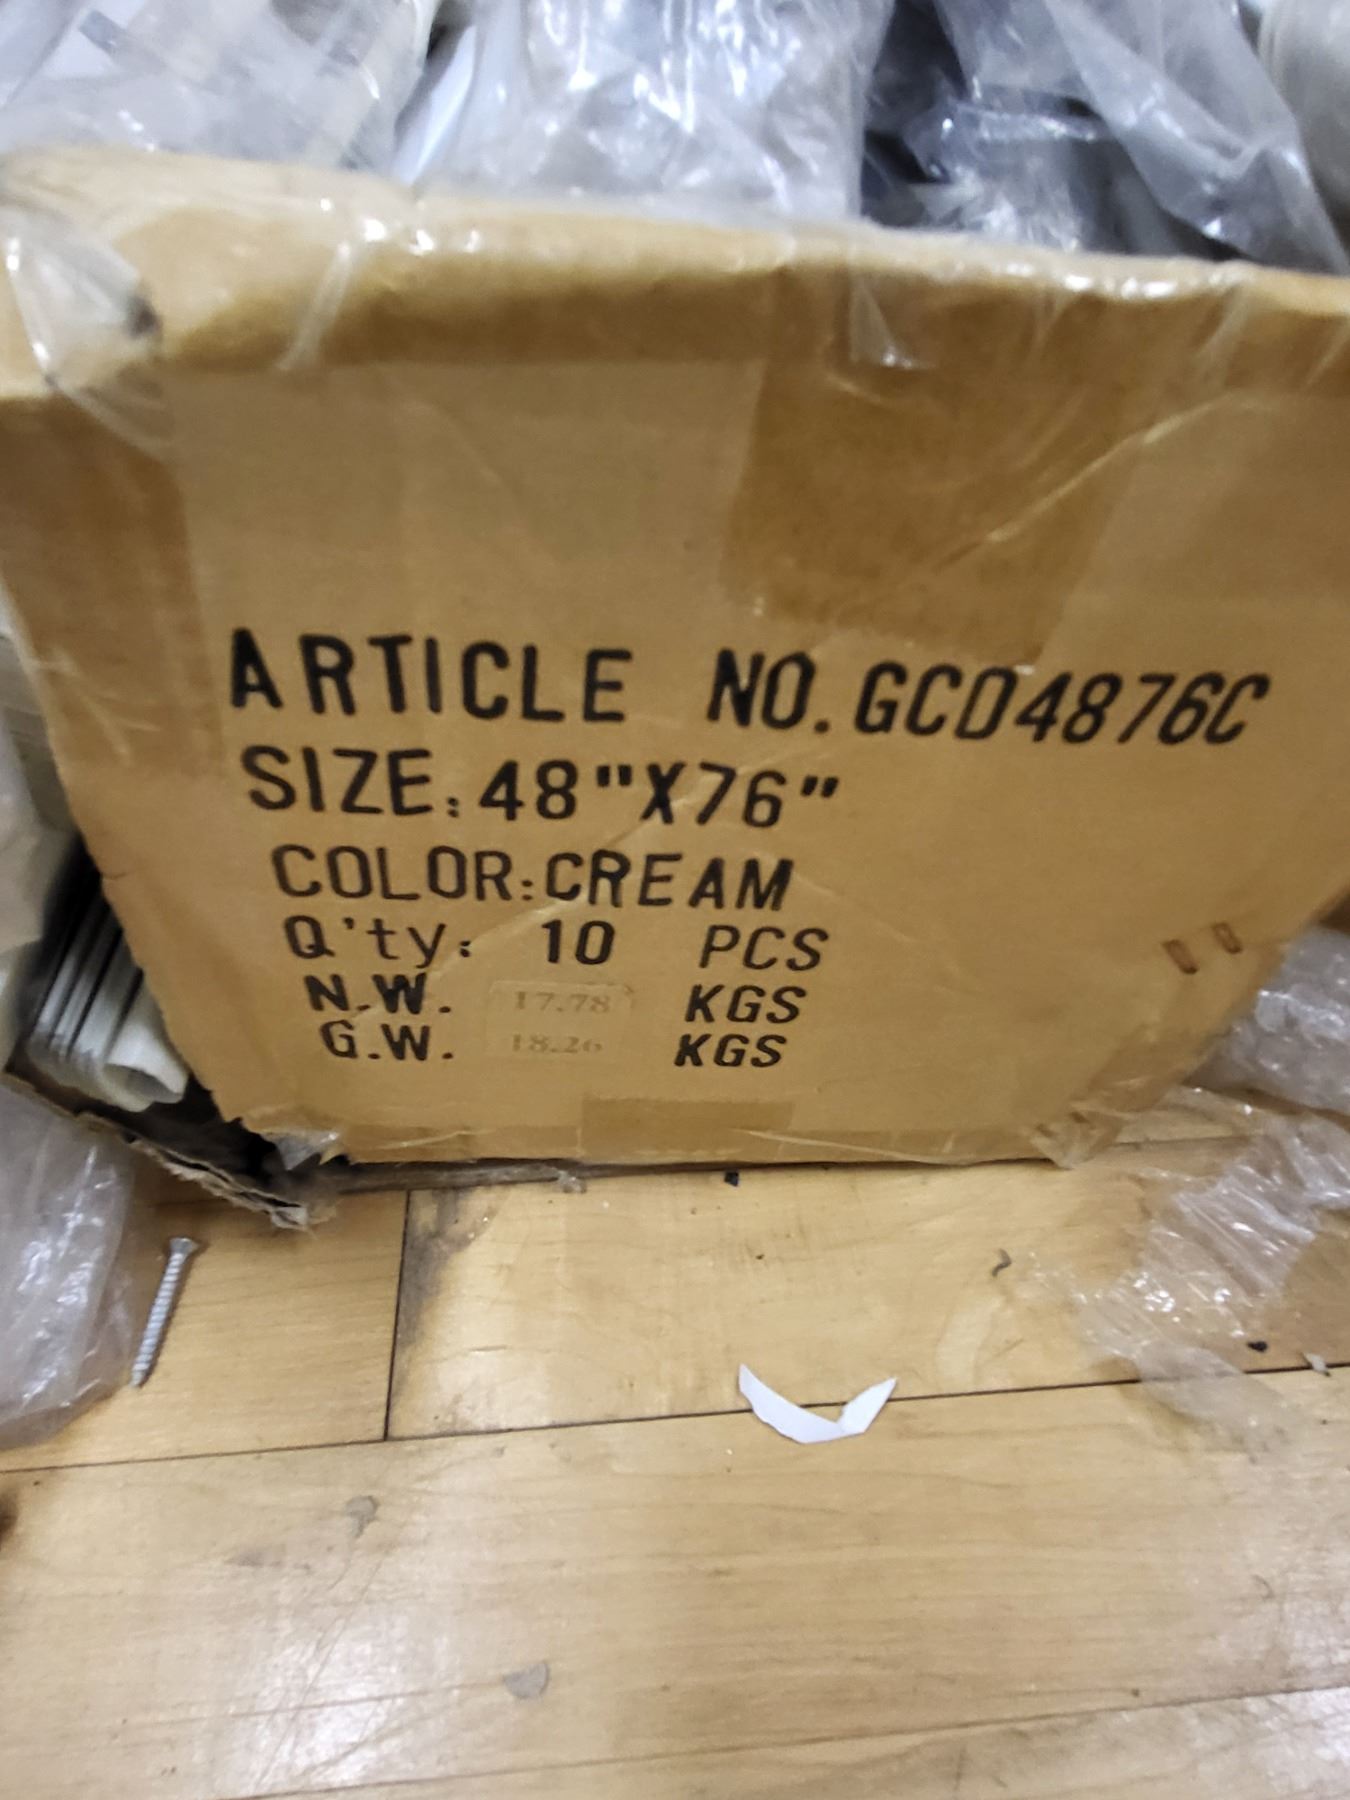 ARTICLE NO. GCD4876C
SIZE: 48"X76"
COLOR: CREAM
Q'ty: 10 PCS
N.W. 17.78 KGS
G.W. 18.26 KGS